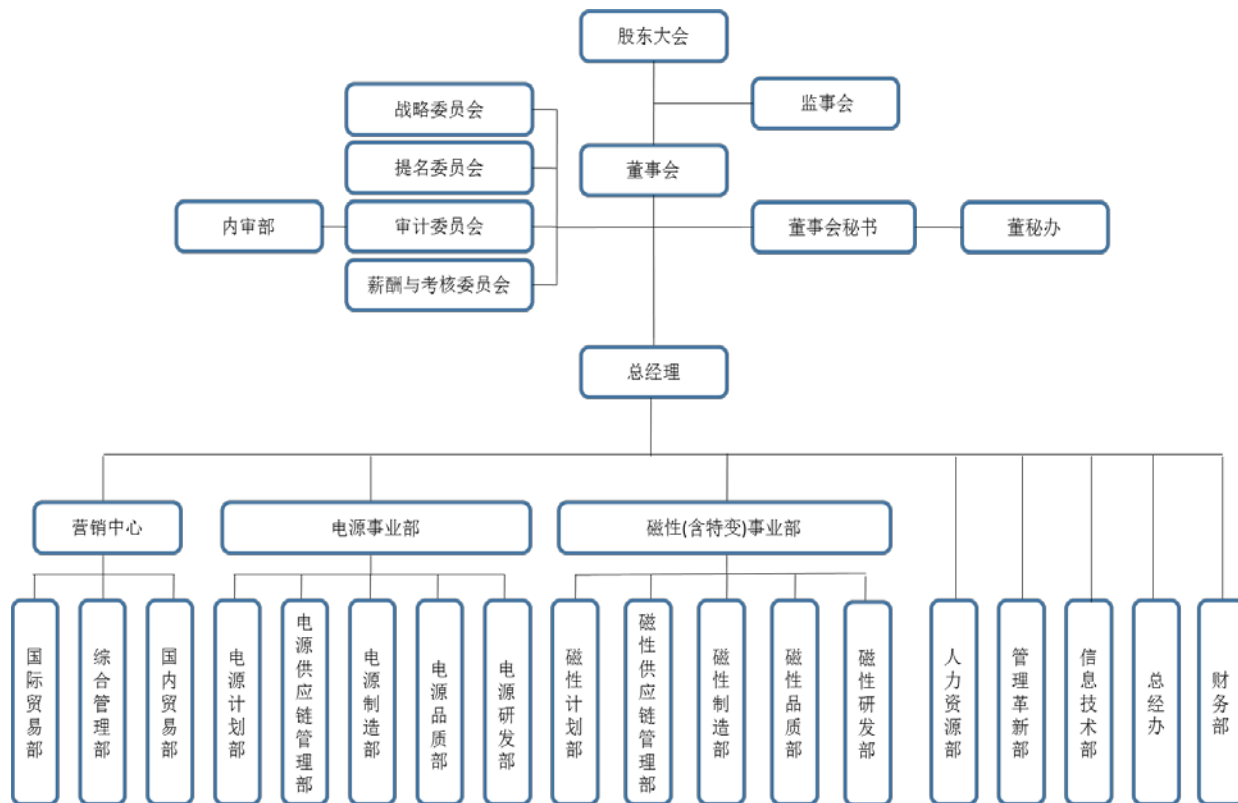 股东大会
监事会
战略委员会
提名委员会
董事会
内审部
审计委员会
董事会秘书
董秘办
薪酬与考核委员会
总经理
营销中心
电源事业部
磁性(含特变)事业部
国际贸易部
综合管理部
国内贸易部
电源计划部
电源供应链管理部
电源制造部
电源品质部
电源研发部
磁性计划部
磁性供应链管理部
磁性制造部
磁性品质部
磁性研发部
人力资源部
管理革新部
信息技术部
总经办
财务部